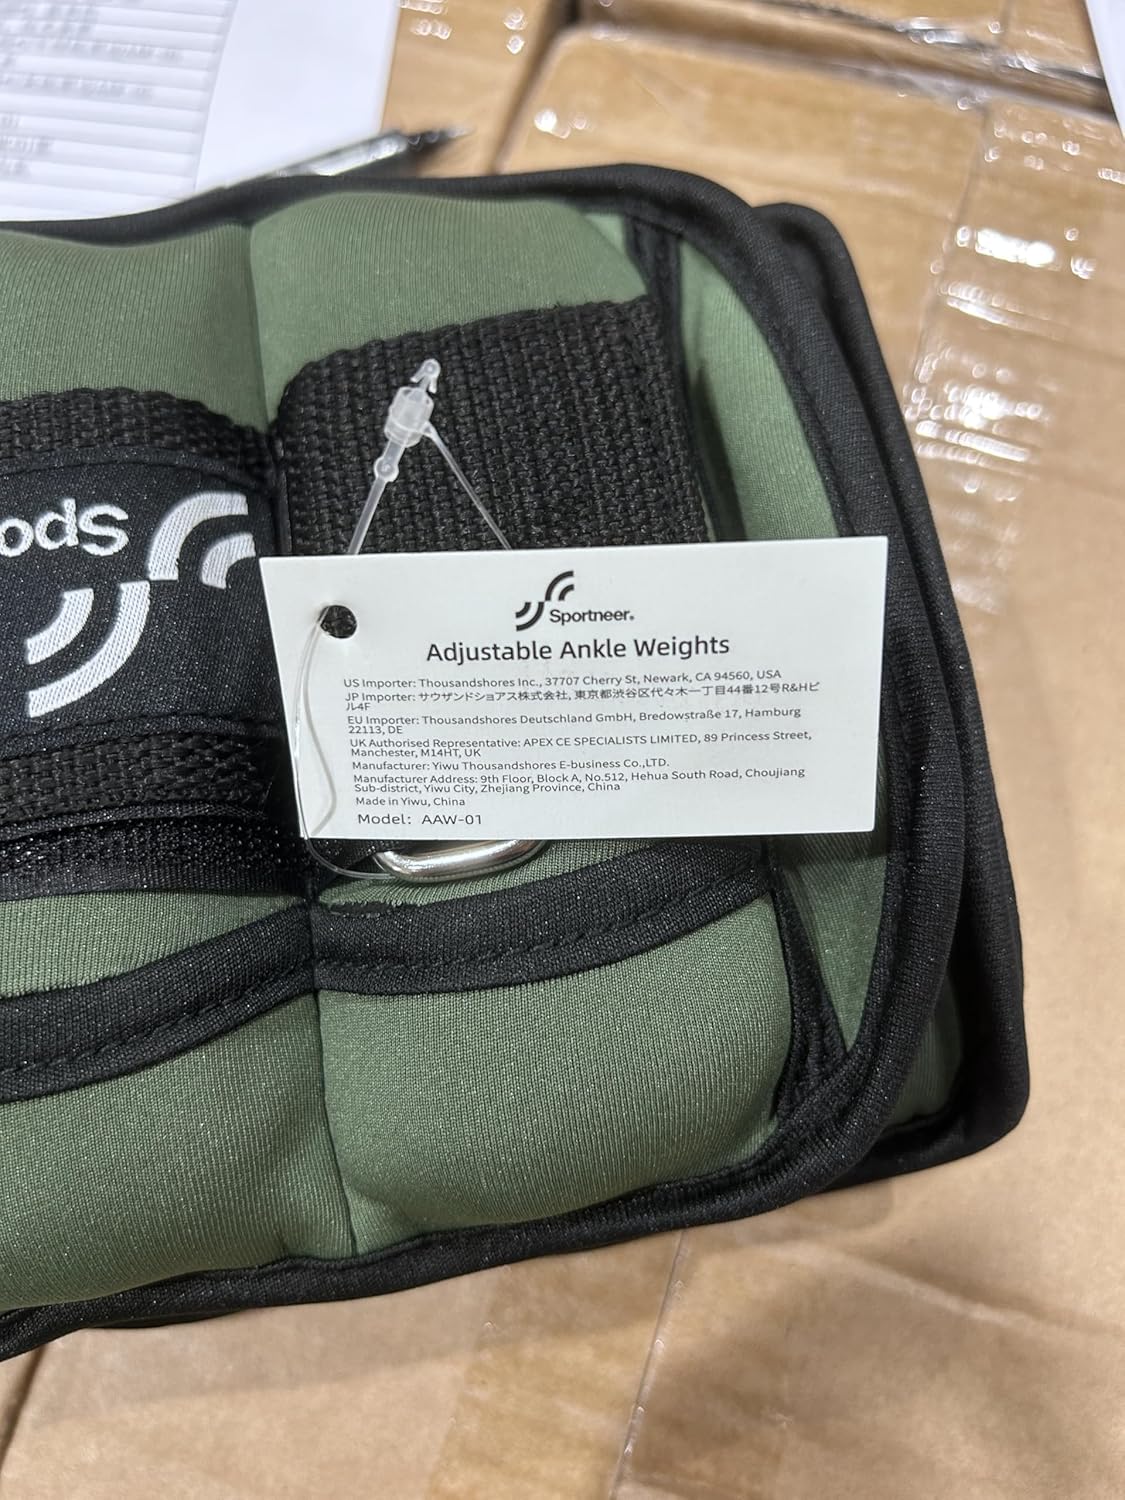 Spo
Sportneer®
Adjustable Ankle Weights
US Importer: Thousandshores Inc., 37707 Cherry St, Newark, CA 94560, USA
JP Importer: サウザンドショアス株式会社, 東京都渋谷区代々木一丁目44番12号R&Hビ
ル4F
EU Importer: Thousandshores Deutschland GmbH, Bredowstraße 17, Hamburg
22113, DE
UK Authorised Representative: APEX CE SPECIALISTS LIMITED, 89 Princess Street,
Manchester, M14HT, UK
Manufacturer: Yiwu Thousandshores E-business Co.,LTD.
Manufacturer Address: 9th Floor, Block A, No.512, Hehua South Road, Choujiang
Sub-district, Yiwu City, Zhejiang Province, China
Made in Yiwu, China
Model: AAW-01